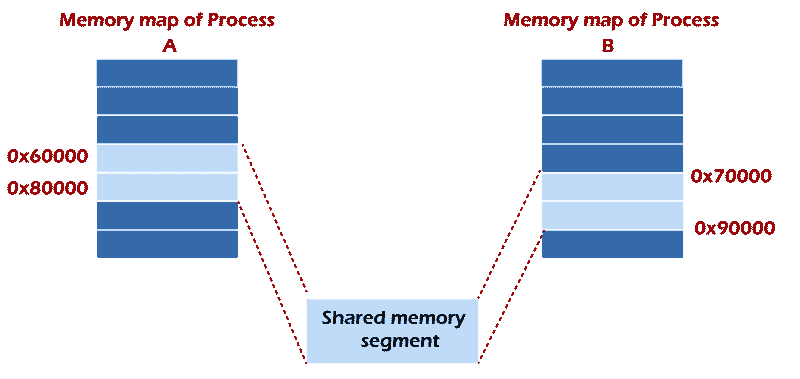 Memory map of Process
A
Memory map of Process
B
0x60000
0x80000
0x70000
0x90000
Shared memory
segment